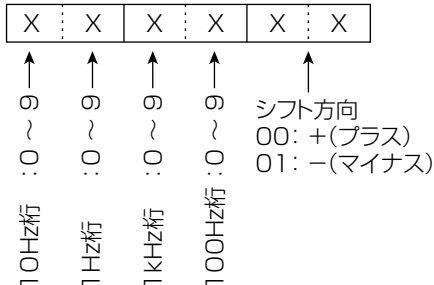 X X X X X X
10Hz桁：0～9
1Hz桁：0～9
1kHz桁：0～9
100Hz桁：0～9
シフト方向
00：＋（プラス）
01：－（マイナス）